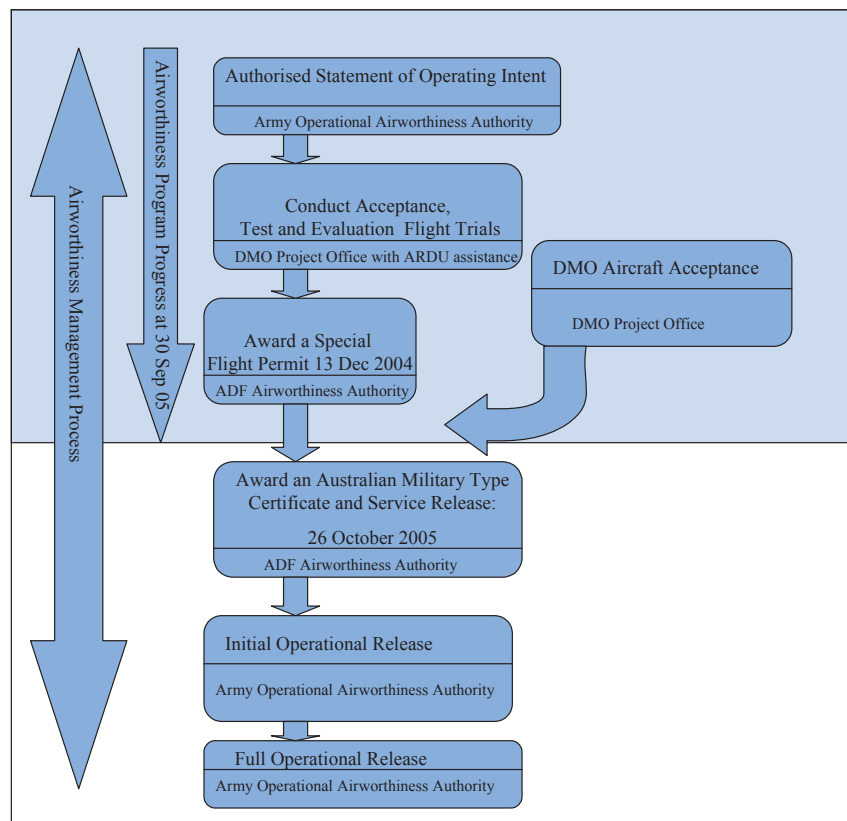 Airworthiness Management Process
Airworthiness Program Progress at 30 Sep 05
Authorised Statement of Operating Intent
Army Operational Airworthiness Authority
Conduct Acceptance,
Test and Evaluation Flight Trials
DMO Project Office with ARDU assistance
DMO Aircraft Acceptance
DMO Project Office
Award a Special
Flight Permit 13 Dec 2004
ADF Airworthiness Authority
Award an Australian Military Type
Certificate and Service Release:
26 October 2005
ADF Airworthiness Authority
Initial Operational Release
Army Operational Airworthiness Authority
Full Operational Release
Army Operational Airworthiness Authority